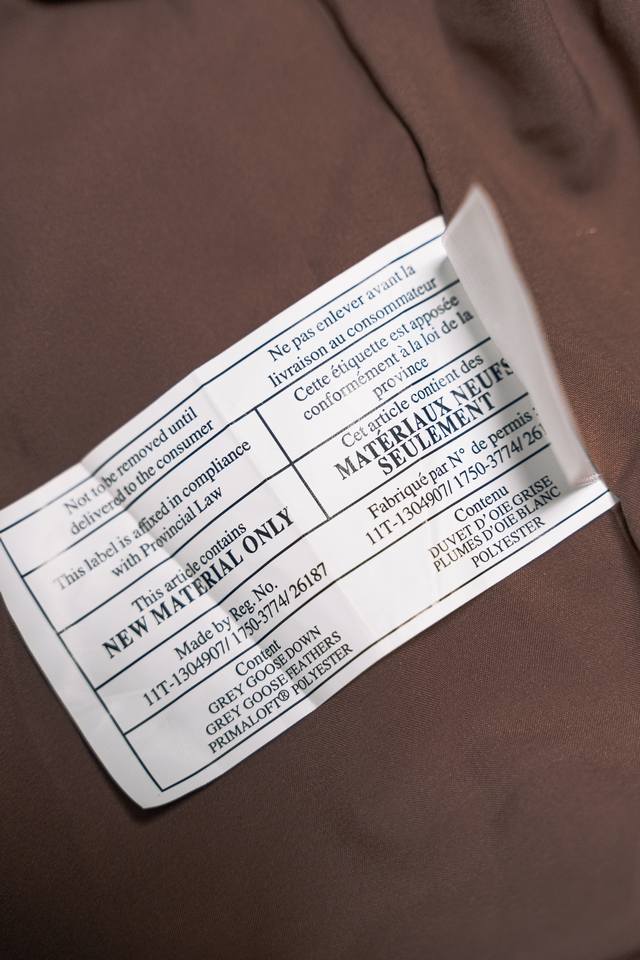 Not to be removed until
delivered to the consumer
This label is affixed in compliance
with Provincial Law
This article contains
NEW MATERIAL ONLY
Made by Reg. No.
11T-1304907/ 1750-3774/ 26187
Content
GREY GOOSE DOWN
GREY GOOSE FEATHERS
PRIMALOFT® POLYESTER
Ne pas enlever avant la
livraison au consommateur
Cette étiquette est apposée
conformément à la loi de la
province
Cet article contient des
MATÉRIAUX NEUFS
SEULEMENT
Fabriqué par N° de permis :
11T-1304907/ 1750-3774/
Contenu
DUVET D'OIE GRISE
PLUMES D'OIE BLANC
POLYESTER